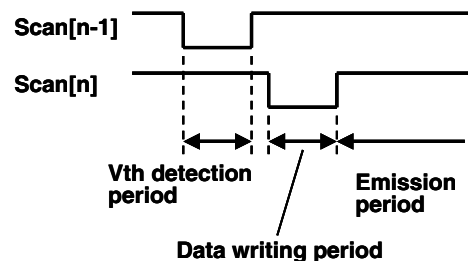 Scan[n-1]
Scan[n]
Vth detection
period
Emission
period
Data writing period